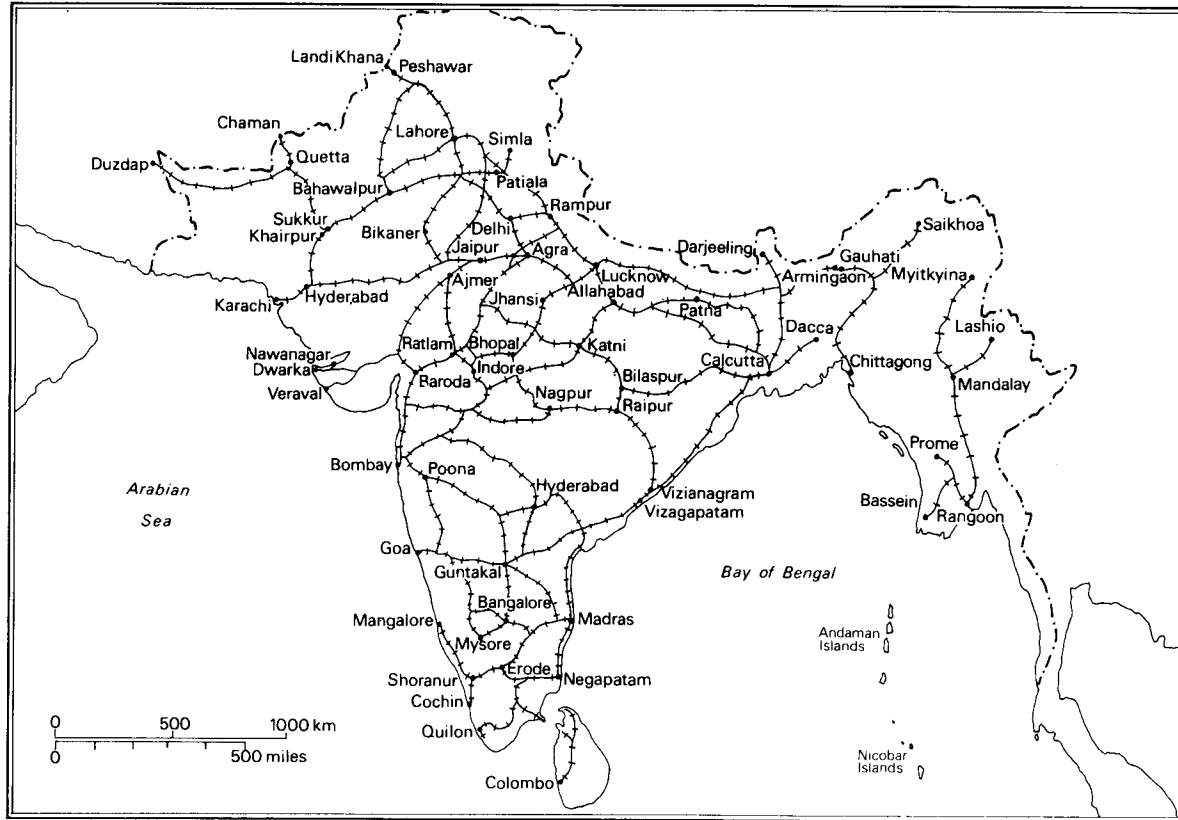 Landi Khana
Peshawar
Chaman
Lahore
Simla
Duzdap
Quetta
Bahawalpur
Patiala
Sukkur
Khairpur
Bikaner
Delhi
Rampur
Saikhoa
Jaipur
Agra
Darjeeling
Gauhati
Armingaon
Myitkyina
Karachi
Hyderabad
Ajmer
Lucknow
Jhansi
Allahabad
Patna
Dacca
Lashio
Nawanagar
Dwarka
Veraval
Ratlam
Bhopal
Indore
Katni
Calcutta
Chittagong
Raroda
Bilaspur
Mandalay
Nagpur
Raipur
Bombay
Poona
Hyderabad
Vizianagram
Vizagapatam
Prome
Bassein
Rangoon
Arabian
Sea
Goa
Guntakal
Bay of Bengal
Bangalore
Mangalore
Mysore
Madras
Andaman
Islands
Shoranur
Erode
Negapatam
Cochin
Quilon
0 500 1000 km
0 500 miles
Nicobar
Islands
Colombo